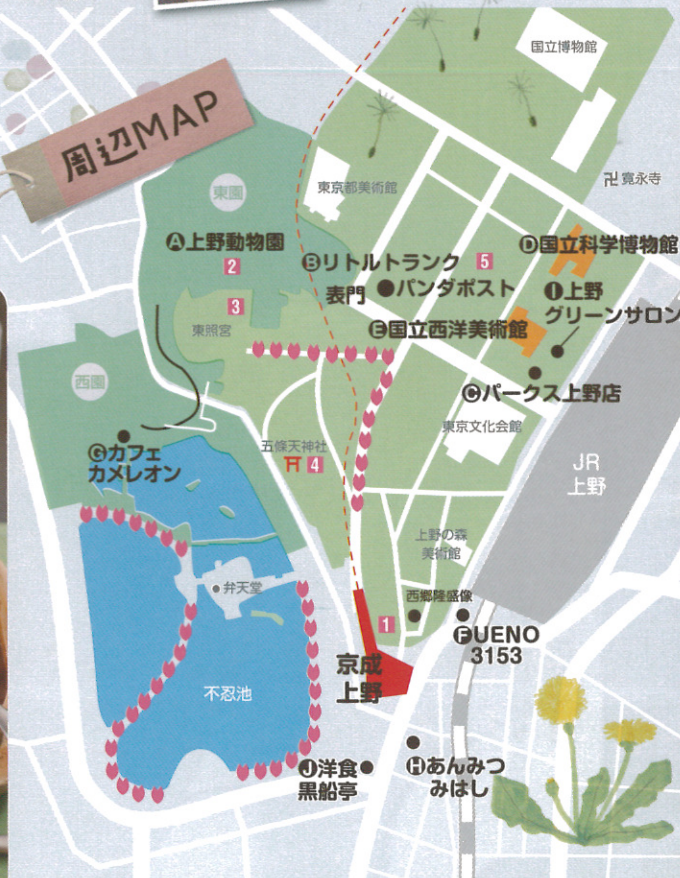 周辺MAP
国立博物館
卍 寛永寺
東園
東京都美術館
Ⓐ上野動物園
2
Ⓑリトルトランク
5
Ⓓ国立科学博物館
表門
パンダポスト
Ⓘ上野
グリーンサロン
3
東照宮
Ⓔ国立西洋美術館
西園
Ⓒパークス上野店
東京文化会館
Ⓖカフェ
カメレオン
五條天神社
4
JR
上野
上野の森
美術館
弁天堂
西郷隆盛像
1
ⒻUENO
3153
京成
上野
不忍池
Ⓙ洋食
黒船亭
Ⓗあんみつ
みはし